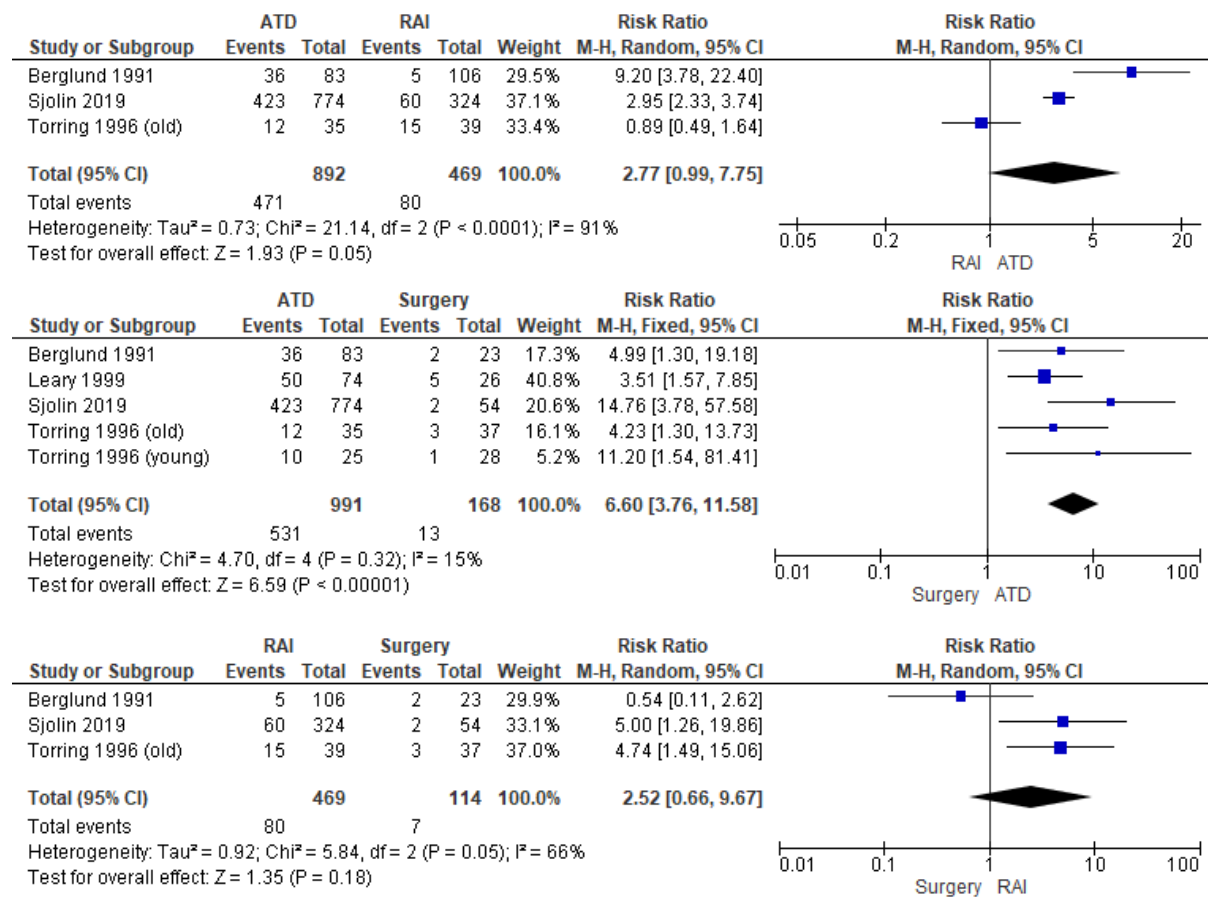 ATD RAI Risk Ratio Risk Ratio
Study or Subgroup Events Total Events Total Weight M-H, Random, 95% CI M-H, Random, 95% CI
Berglund 1991 36 83 5 106 29.5% 9.20 [3.78, 22.40]
Sjolin 2019 423 774 60 324 37.1% 2.95 [2.33, 3.74]
Torring 1996 (old) 12 35 15 39 33.4% 0.89 [0.49, 1.64]
Total (95% CI) 892 469 100.0% 2.77 [0.99, 7.75]
Total events 471 80
Heterogeneity: Tau² = 0.73; Chi² = 21.14, df = 2 (P < 0.0001); I² = 91%
Test for overall effect: Z = 1.93 (P = 0.05)
0.05 0.2 1 5 20
RAI ATD
ATD Surgery Risk Ratio Risk Ratio
Study or Subgroup Events Total Events Total Weight M-H, Fixed, 95% CI M-H, Fixed, 95% CI
Berglund 1991 36 83 2 23 17.3% 4.99 [1.30, 19.18]
Leary 1999 50 74 5 26 40.8% 3.51 [1.57, 7.85]
Sjolin 2019 423 774 2 54 20.6% 14.76 [3.78, 57.58]
Torring 1996 (old) 12 35 3 37 16.1% 4.23 [1.30, 13.73]
Torring 1996 (young) 10 25 1 28 5.2% 11.20 [1.54, 81.41]
Total (95% CI) 991 168 100.0% 6.60 [3.76, 11.58]
Total events 531 13
Heterogeneity: Chi² = 4.70, df = 4 (P = 0.32); I² = 15%
Test for overall effect: Z = 6.59 (P < 0.00001)
0.01 0.1 1 10 100
Surgery ATD
RAI Surgery Risk Ratio Risk Ratio
Study or Subgroup Events Total Events Total Weight M-H, Random, 95% CI M-H, Random, 95% CI
Berglund 1991 5 106 2 23 29.9% 0.54 [0.11, 2.62]
Sjolin 2019 60 324 2 54 33.1% 5.00 [1.26, 19.86]
Torring 1996 (old) 15 39 3 37 37.0% 4.74 [1.49, 15.06]
Total (95% CI) 469 114 100.0% 2.52 [0.66, 9.67]
Total events 80 7
Heterogeneity: Tau² = 0.92; Chi² = 5.84, df = 2 (P = 0.05); I² = 66%
Test for overall effect: Z = 1.35 (P = 0.18)
0.01 0.1 1 10 100
Surgery RAI